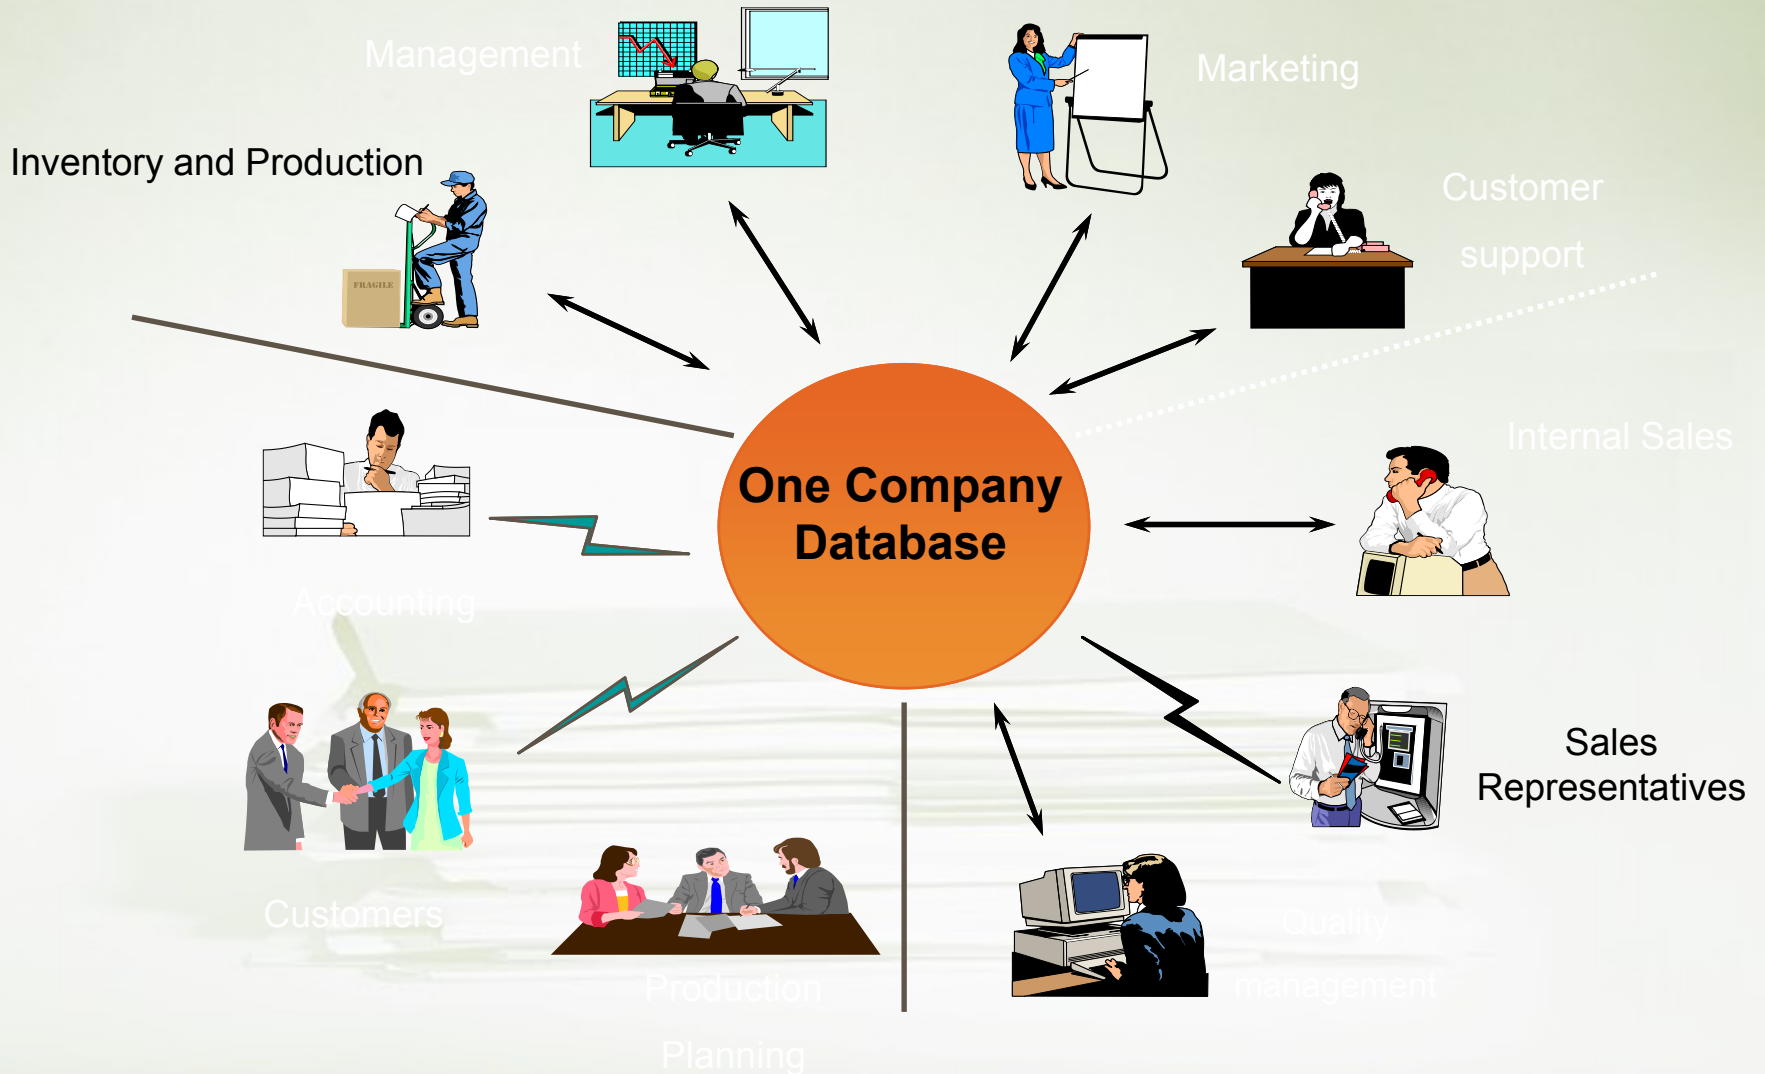 Management
Marketing
Inventory and Production
Customer
support
FRAGILE
Internal Sales
One Company
Database
Accounting
Sales
Representatives
Customers
Quality
management
Production
Planning